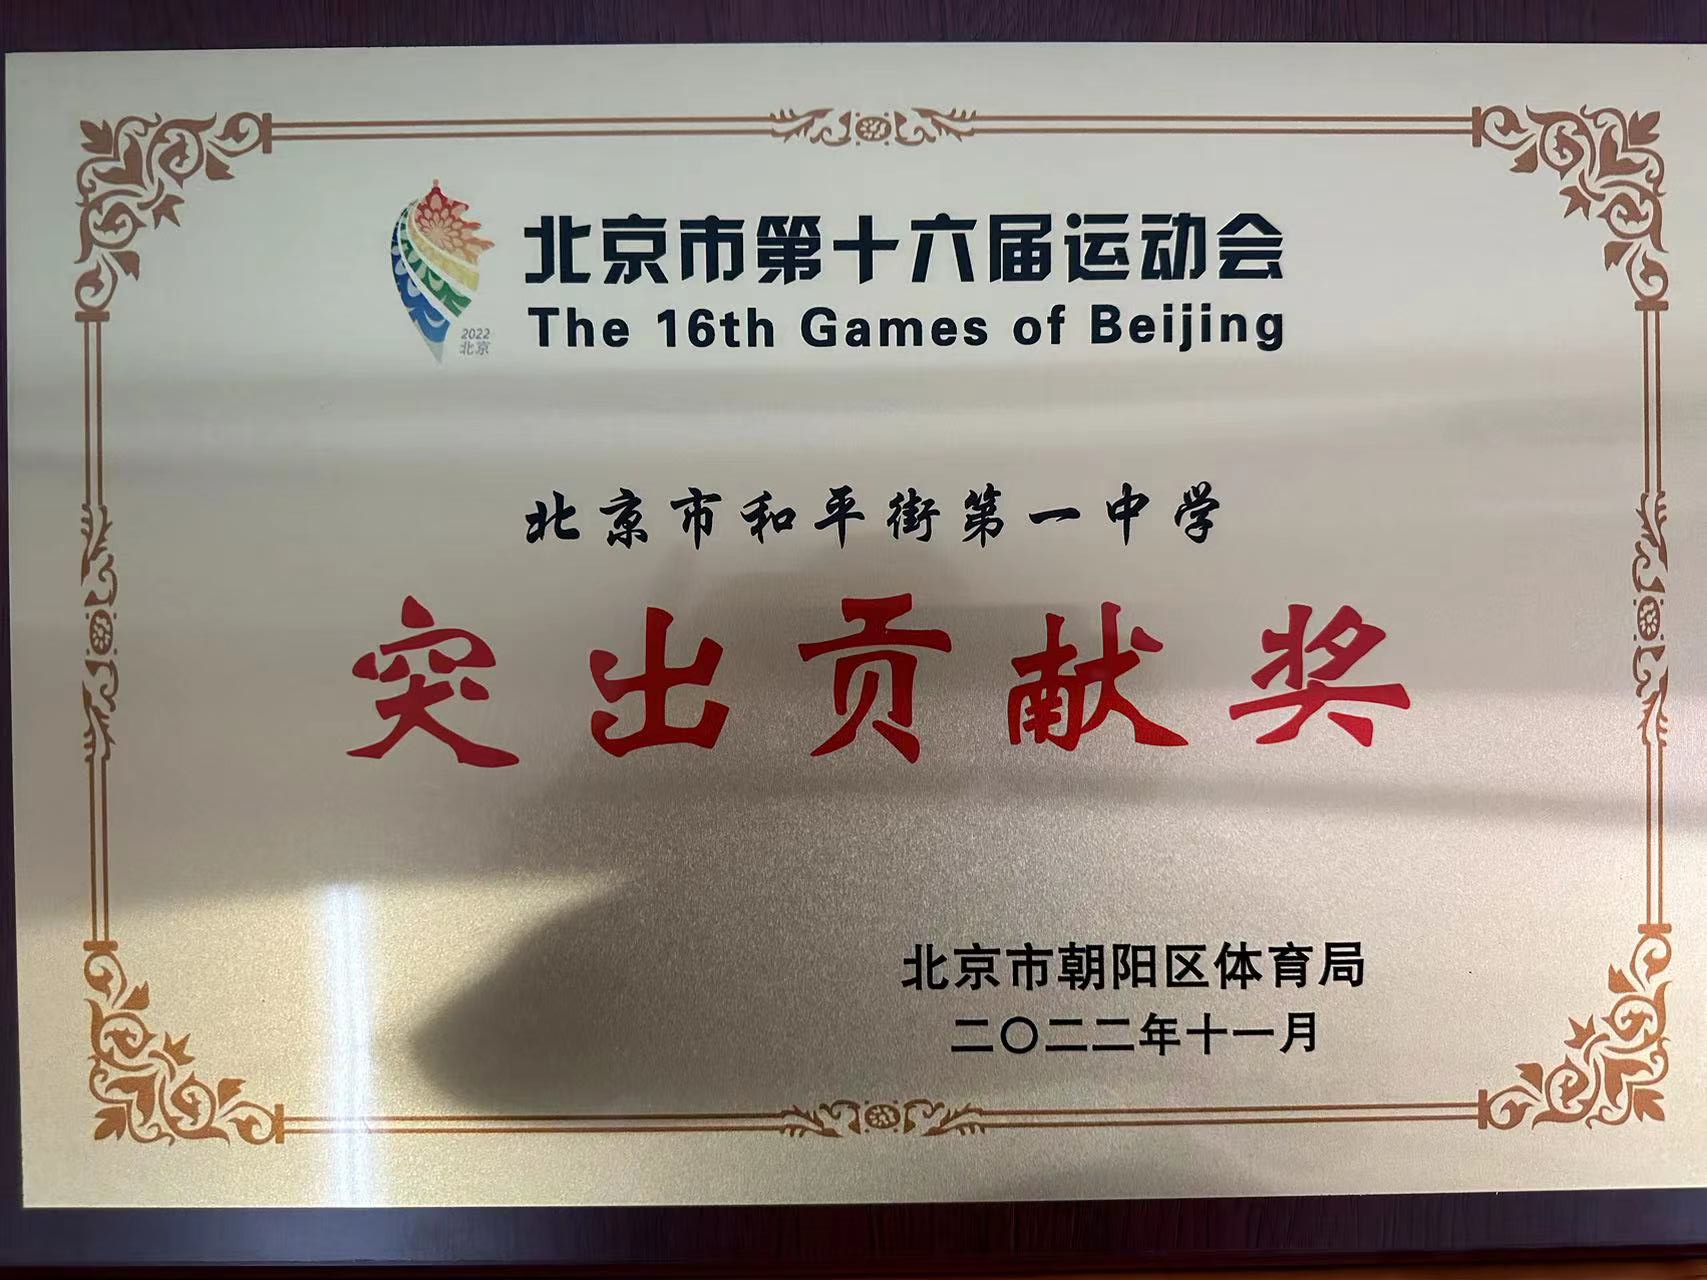 北京市第十六届运动会
The 16th Games of Beijing
2022
北京
北京市和平街第一中学
突出贡献奖
北京市朝阳区体育局
二〇二二年十一月